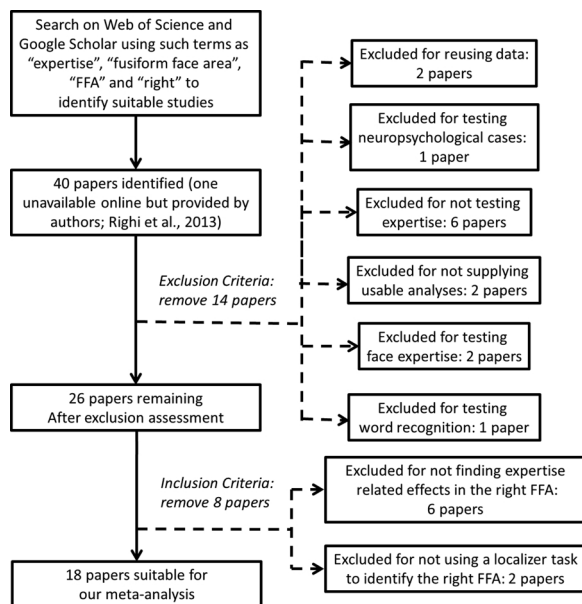 Search on Web of Science and
Google Scholar using such terms as
“expertise”, “fusiform face area”,
“FFA” and “right” to
identify suitable studies
40 papers identified (one
unavailable online but provided by
authors; Righi et al., 2013)
Exclusion Criteria:
remove 14 papers
Excluded for reusing data:
2 papers
Excluded for testing
neuropsychological cases:
1 paper
Excluded for not testing
expertise: 6 papers
Excluded for not supplying
usable analyses: 2 papers
Excluded for testing
face expertise: 2 papers
Excluded for testing
word recognition: 1 paper
26 papers remaining
After exclusion assessment
Inclusion Criteria:
remove 8 papers
Excluded for not finding expertise
related effects in the right FFA:
6 papers
Excluded for not using a localizer task
to identify the right FFA: 2 papers
18 papers suitable for
our meta-analysis